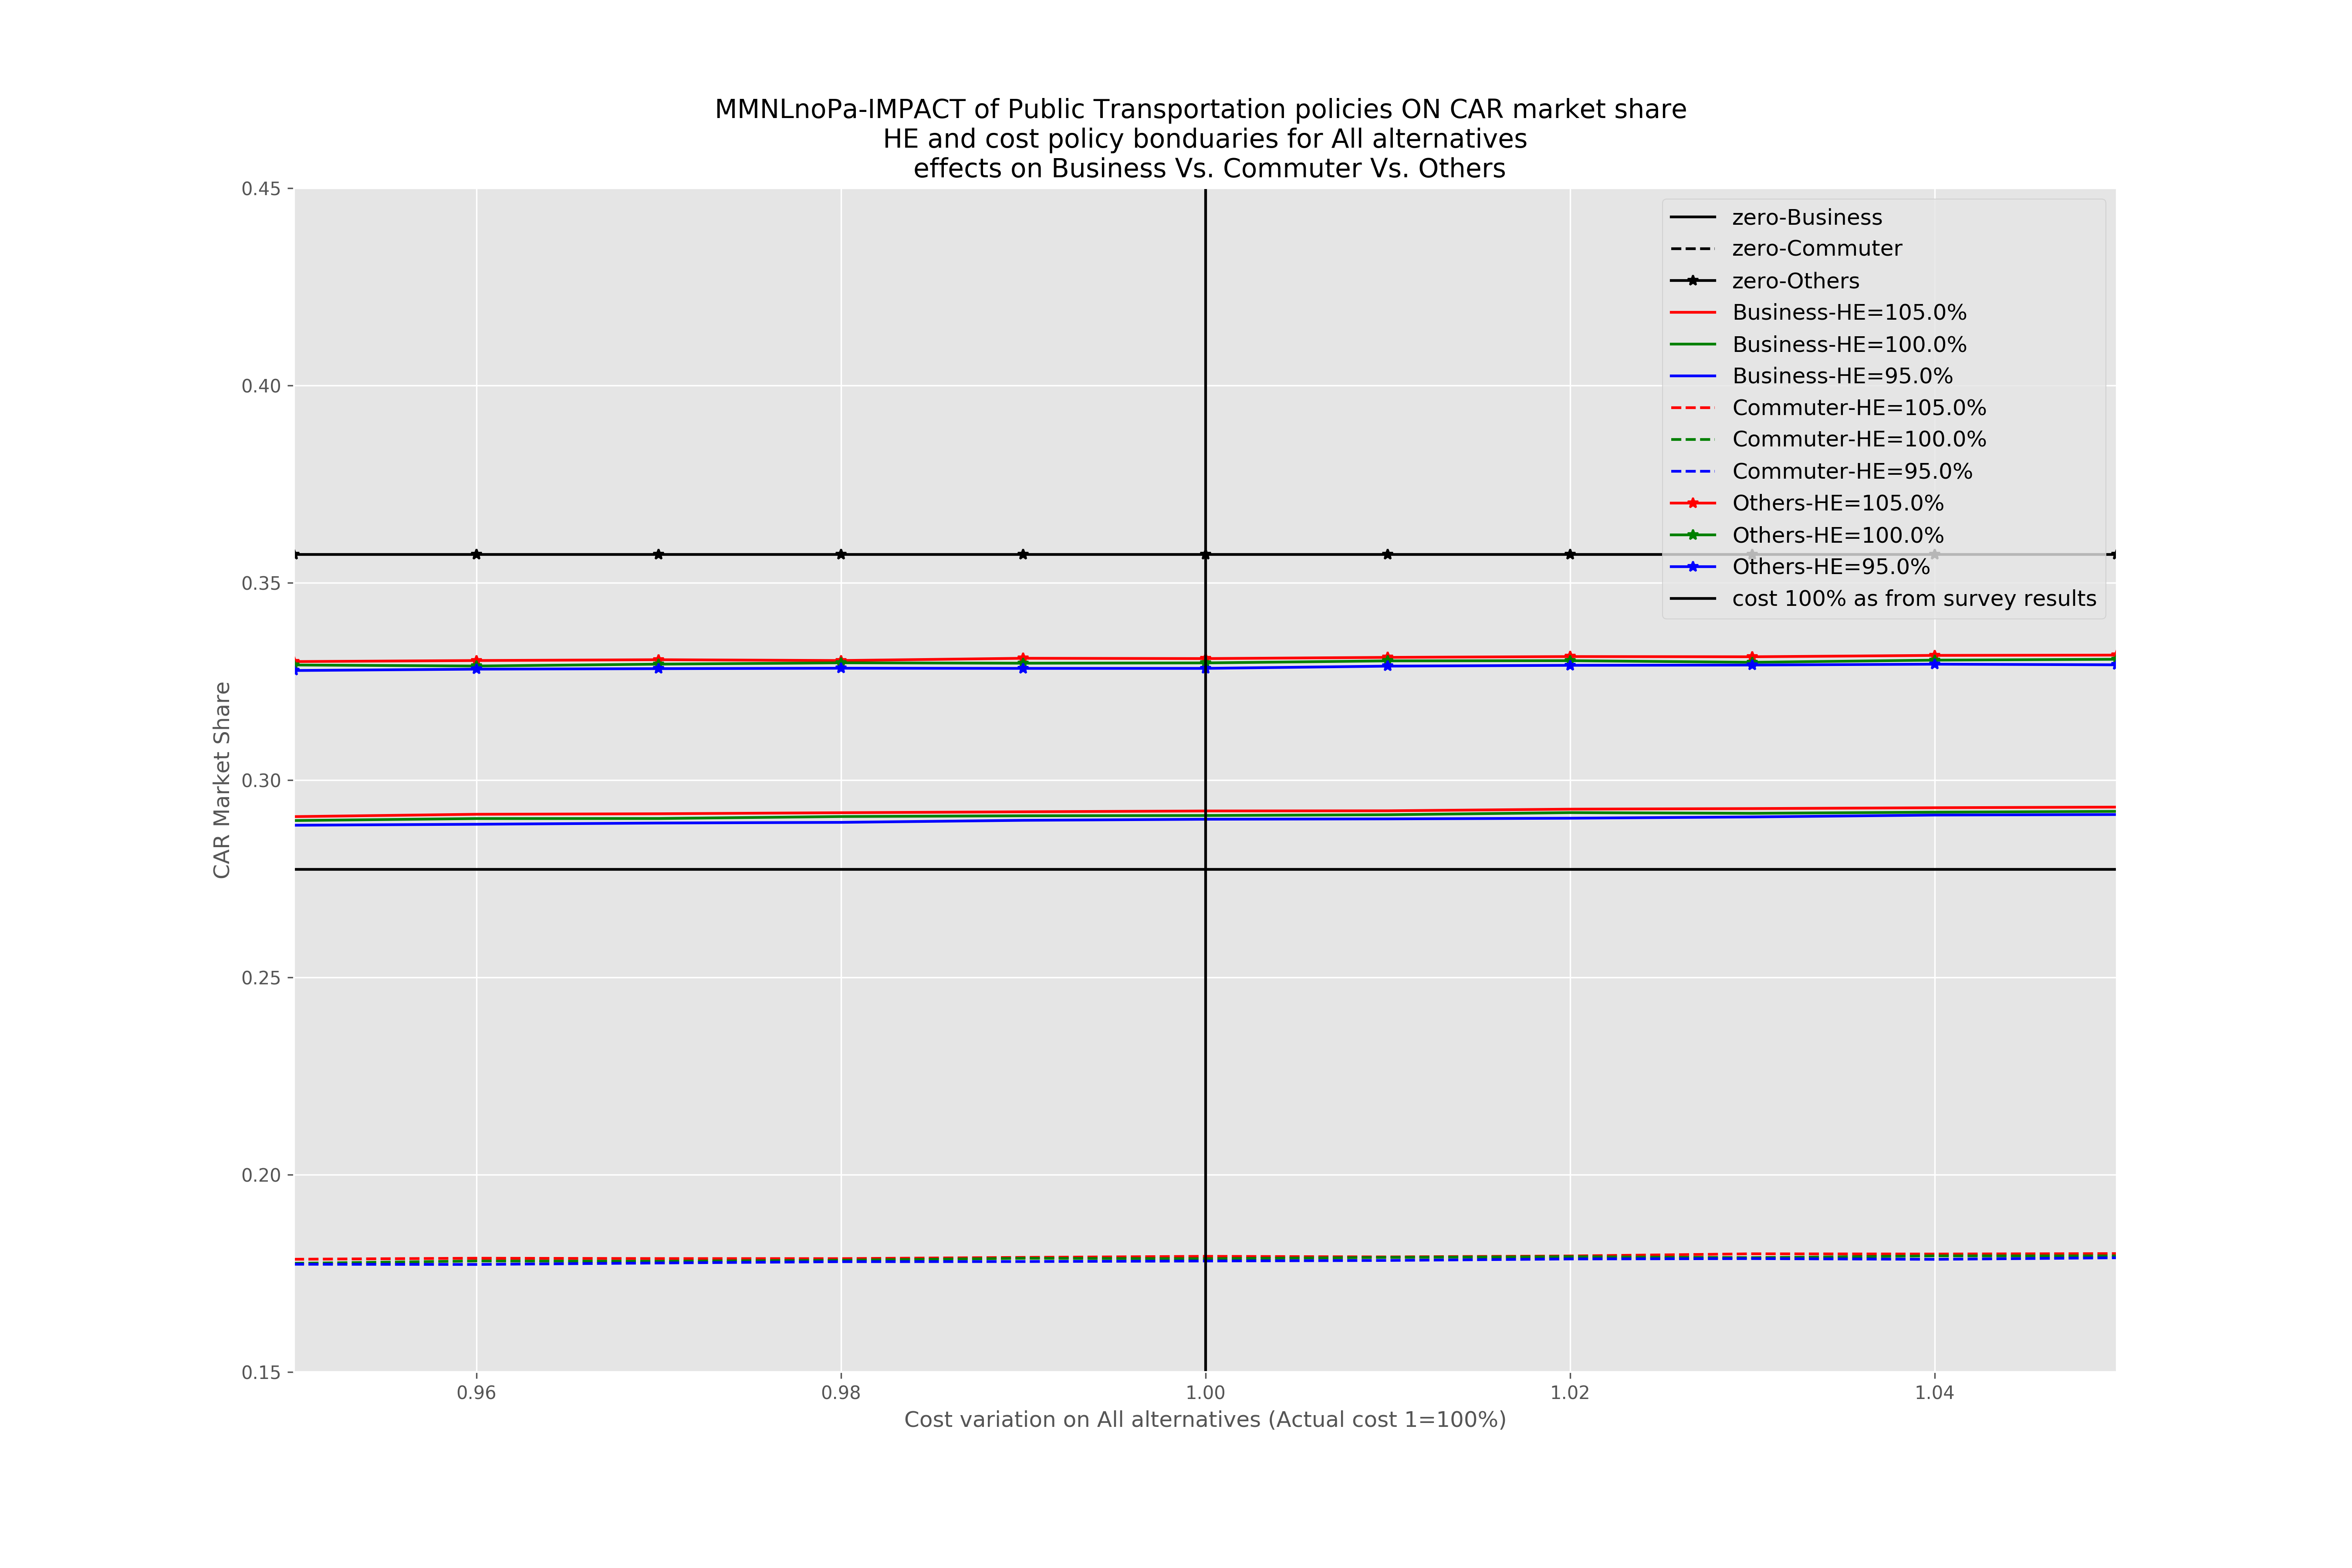 MMNLnoPa-IMPACT of Public Transportation policies ON CAR market share
HE and cost policy bonduaries for All alternatives
effects on Business Vs. Commuter Vs. Others
0.45
0.40
0.35
0.30
0.25
0.20
0.15
CAR Market Share
zero-Business
zero-Commuter
zero-Others
Business-HE=105.0%
Business-HE=100.0%
Business-HE=95.0%
Commuter-HE=105.0%
Commuter-HE=100.0%
Commuter-HE=95.0%
Others-HE=105.0%
Others-HE=100.0%
Others-HE=95.0%
cost 100% as from survey results
0.96
0.98
1.00
1.02
1.04
Cost variation on All alternatives (Actual cost 1=100%)